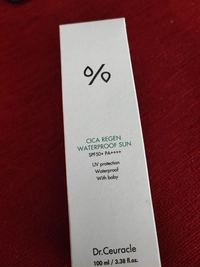 %
CICA REGEN
WATERPROOF SUN
SPF50+ PA++++
UV protection
Waterproof
With baby
Dr.Ceuracle
100 ml / 3.38 fl.oz.